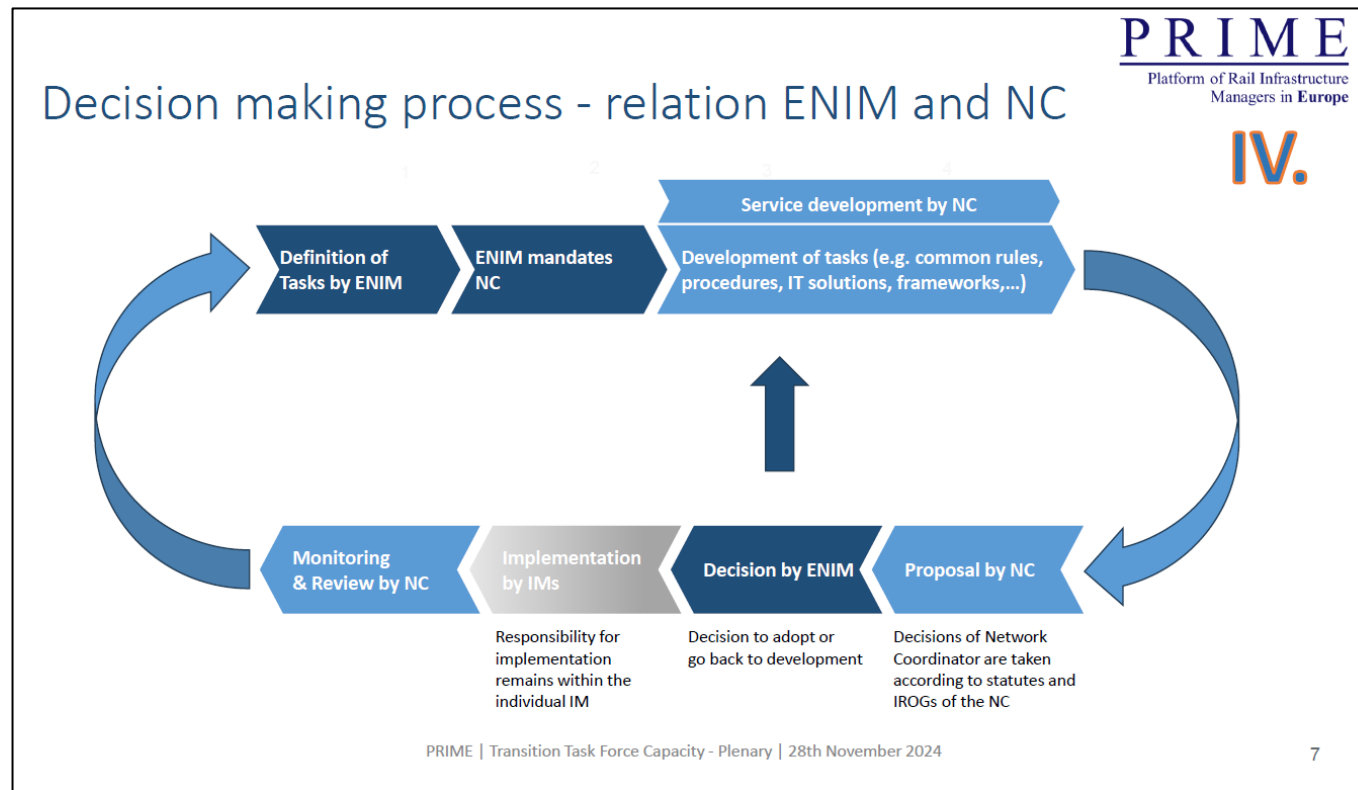 PRIME
Platform of Rail Infrastructure
Managers in Europe
Decision making process - relation ENIM and NC
IV.
1
2
3
4
Service development by NC
Definition of
Tasks by ENIM
ENIM mandates
NC
Development of tasks (e.g. common rules,
procedures, IT solutions, frameworks,...)
Monitoring
& Review by NC
Implementation
by IMs
Decision by ENIM
Proposal by NC
Responsibility for
implementation
remains within the
individual IM
Decision to adopt or
go back to development
Decisions of Network
Coordinator are taken
according to statutes and
IROGs of the NC
PRIME | Transition Task Force Capacity - Plenary | 28th November 2024
7